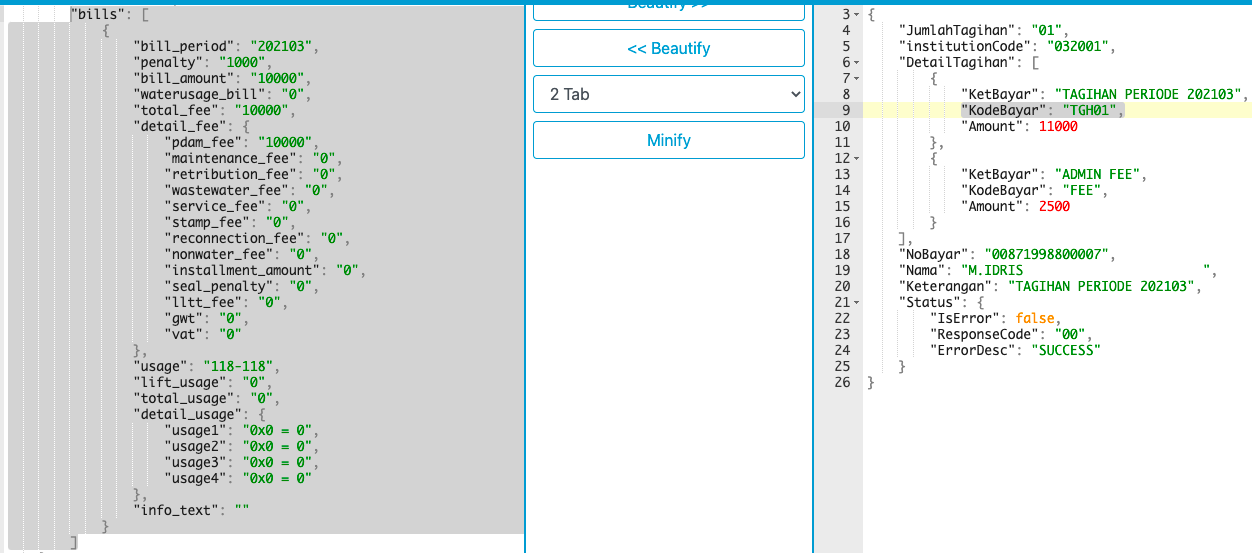 "bills": [
{
"bill_period": "202103",
"penalty": "1000",
"bill_amount": "10000",
"waterusage_bill": "0",
"total_fee": "10000",
"detail_fee": {
"pdam_fee": "10000",
"maintenance_fee": "0",
"retribution_fee": "0",
"wastewater_fee": "0",
"service_fee": "0",
"stamp_fee": "0",
"reconnection_fee": "0",
"nonwater_fee": "0",
"installment_amount": "0",
"seal_penalty": "0",
"lltt_fee": "0",
"gwt": "0",
"vat": "0"
},
"usage": "118-118",
"lift_usage": "0",
"total_usage": "0",
"detail_usage": {
"usage1": "0x0 = 0",
"usage2": "0x0 = 0",
"usage3": "0x0 = 0",
"usage4": "0x0 = 0"
},
"info_text": ""
}
]
Beautify >>
<< Beautify
2 Tab
Minify
3 {
4 "JumlahTagihan": "01",
5 "institutionCode": "032001",
6 "DetailTagihan": [
7 {
8 "KetBayar": "TAGIHAN PERIODE 202103",
9 "KodeBayar": "TGH01",
10 "Amount": 11000
11 },
12 {
13 "KetBayar": "ADMIN FEE",
14 "KodeBayar": "FEE",
15 "Amount": 2500
16 }
17 ],
18 "NoBayar": "00871998800007",
19 "Nama": "M.IDRIS ",
20 "Keterangan": "TAGIHAN PERIODE 202103",
21 "Status": {
22 "IsError": false,
23 "ResponseCode": "00",
24 "ErrorDesc": "SUCCESS"
25 }
26 }